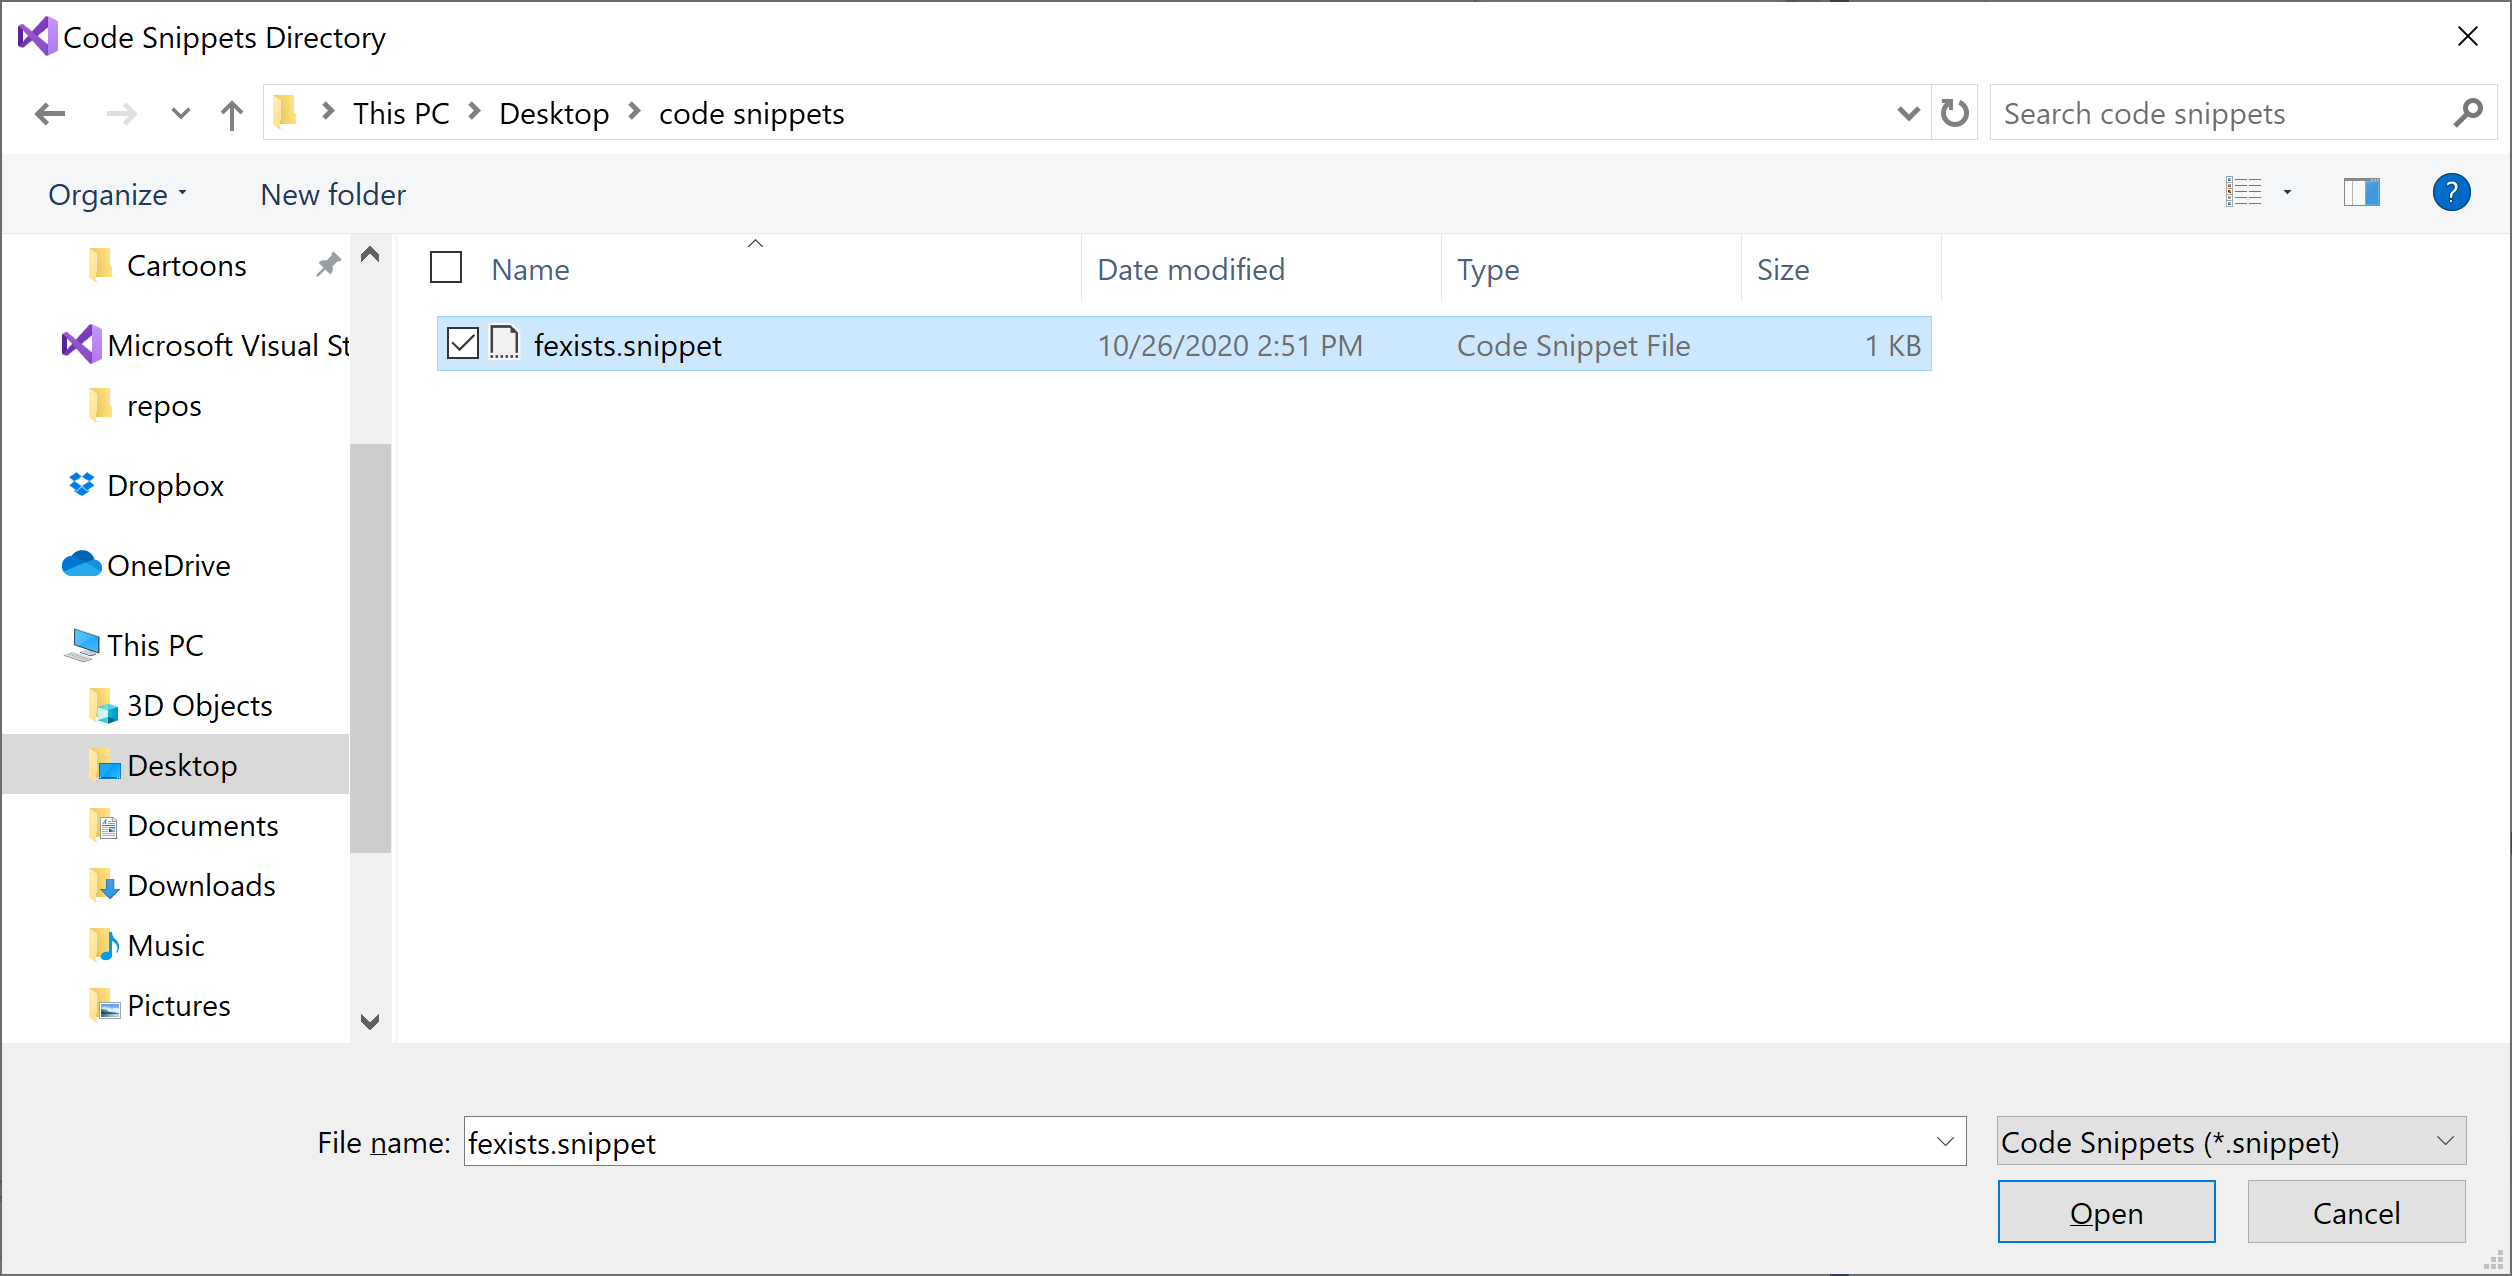 Code Snippets Directory
This PC Desktop code snippets
Search code snippets
Organize New folder
?
Cartoons
Microsoft Visual St
repos
Dropbox
OneDrive
This PC
3D Objects
Desktop
Documents
Downloads
Music
Pictures
Name Date modified Type Size
fexists.snippet 10/26/2020 2:51 PM Code Snippet File 1 KB
File name: fexists.snippet
Code Snippets (*.snippet)
Open Cancel